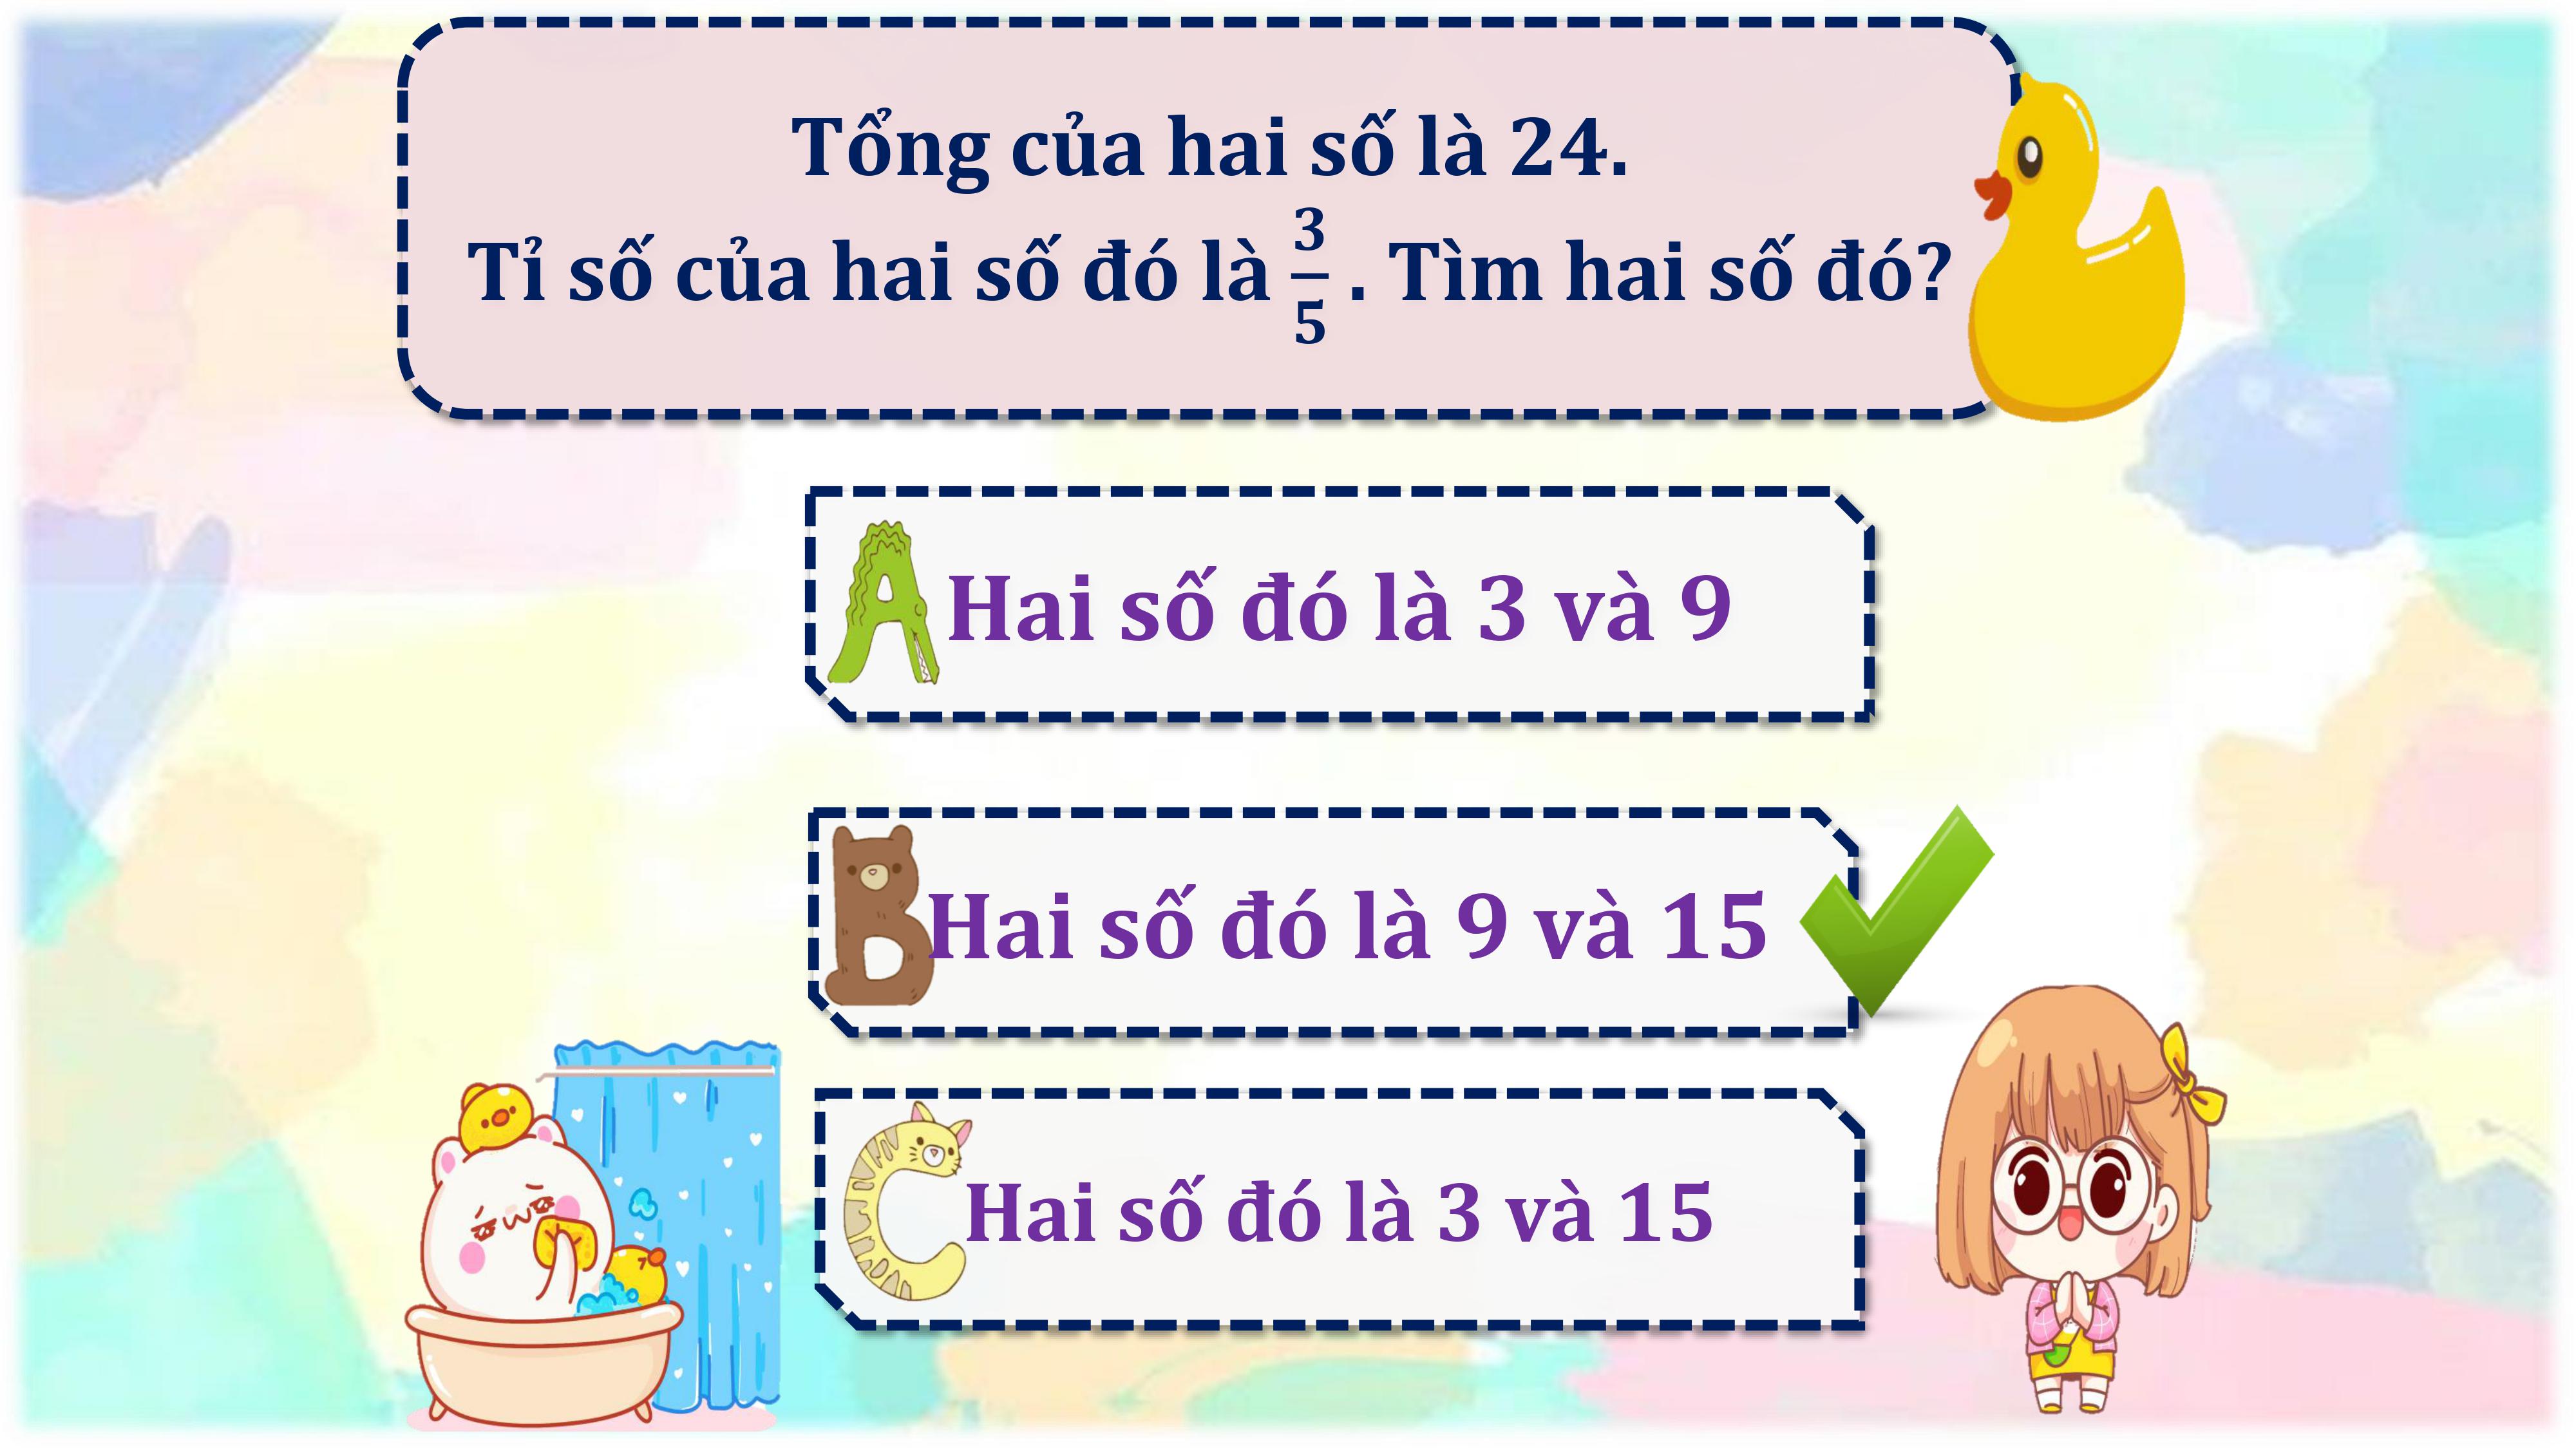 Tổng của hai số là 24.
Tỉ số của hai số đó là 3/5 . Tìm hai số đó?
A Hai số đó là 3 và 9
B Hai số đó là 9 và 15
C Hai số đó là 3 và 15